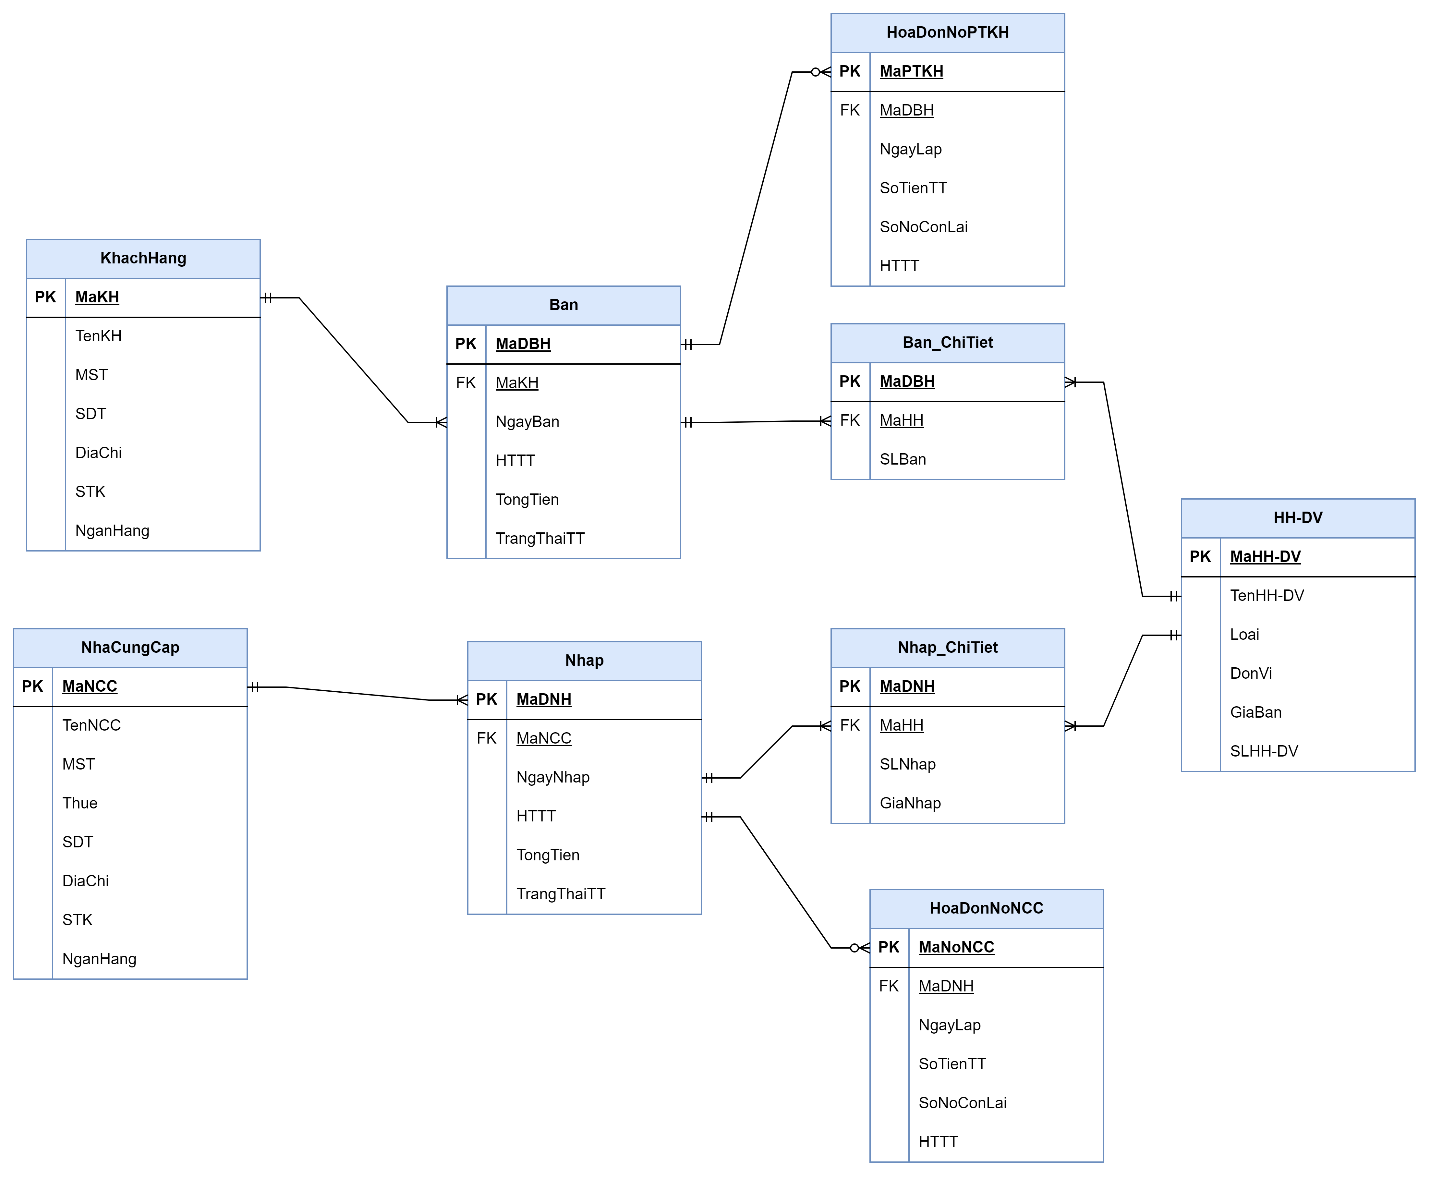 HoaDonNoPTKH
PK MaPTKH
FK MaDBH
NgayLap
SoTienTT
SoNoConLai
HTTT
KhachHang
PK MaKH
TenKH
MST
SDT
DiaChi
STK
NganHang
Ban
PK MaDBH
FK MaKH
NgayBan
HTTT
TongTien
TrangThaiTT
Ban_ChiTiet
PK MaDBH
FK MaHH
SLBan
HH-DV
PK MaHH-DV
TenHH-DV
Loai
DonVi
GiaBan
SLHH-DV
NhaCungCap
PK MaNCC
TenNCC
MST
Thue
SDT
DiaChi
STK
NganHang
Nhap
PK MaDNH
FK MaNCC
NgayNhap
HTTT
TongTien
TrangThaiTT
Nhap_ChiTiet
PK MaDNH
FK MaHH
SLNhap
GiaNhap
HoaDonNoNCC
PK MaNoNCC
FK MaDNH
NgayLap
SoTienTT
SoNoConLai
HTTT